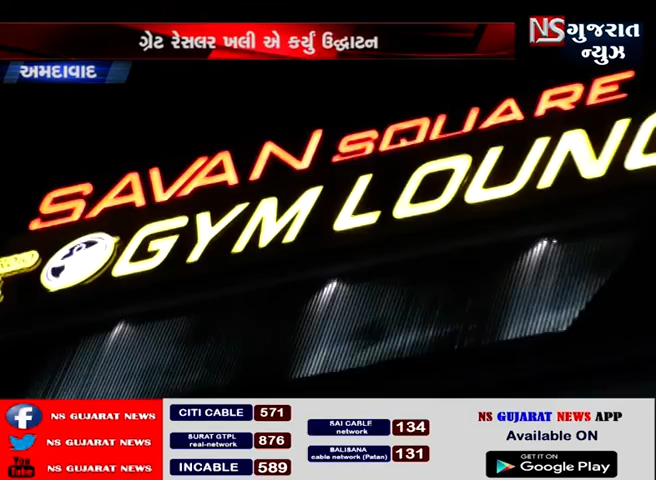 ગ્રેટ રેસલર ખલી એ કર્યું ઉદ્ધાટન
NS ગુજરાત
ન્યુઝ
અમદાવાદ
SAVAN SQUARE
GYM LOUNG
NS GUJARAT NEWS
NS GUJARAT NEWS
You Tube NS GUJARAT NEWS
CITI CABLE 571
SURAT GTPL
real-network 876
INCABLE 589
SAI CABLE
network 134
BALISANA
cable network (Patan) 131
NS GUJARAT NEWS APP
Available ON
GET IT ON
Google Play